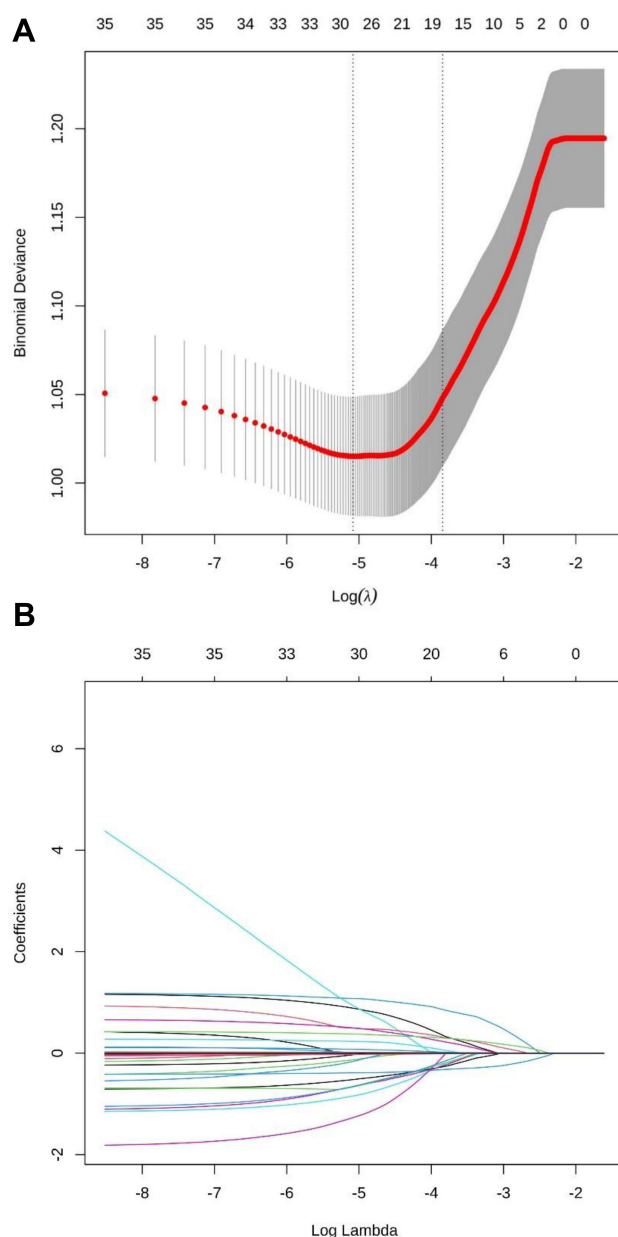 A
35 35 35 34 33 33 30 26 21 19 15 10 5 2 0 0
Binomial Deviance
1.20
1.15
1.10
1.05
1.00
-8 -7 -6 -5 -4 -3 -2
Log(λ)
B
35 35 33 30 20 6 0
Coefficients
6
4
2
0
-2
-8 -7 -6 -5 -4 -3 -2
Log Lambda